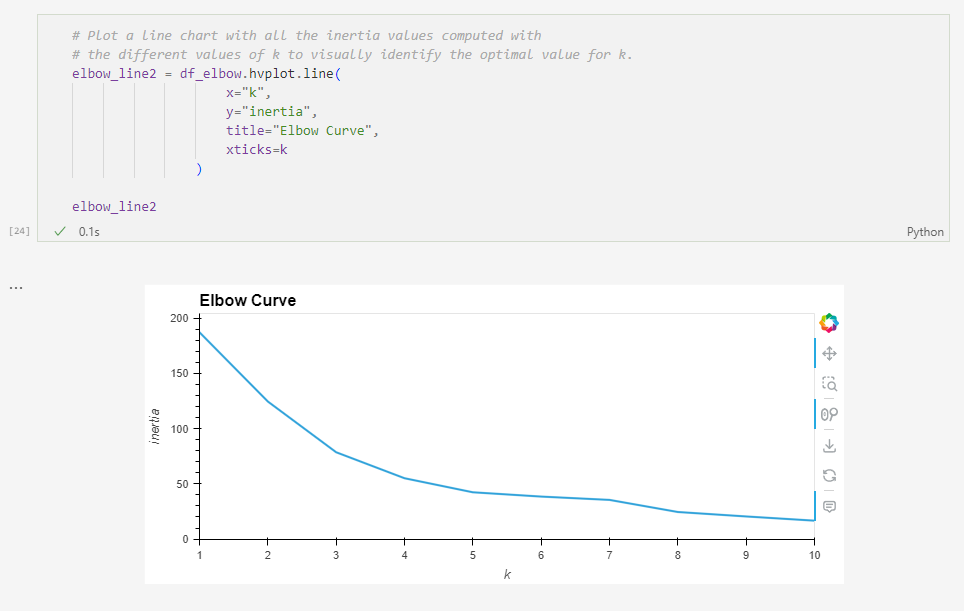 # Plot a line chart with all the inertia values computed with
# the different values of k to visually identify the optimal value for k.
elbow_line2 = df_elbow.hvplot.line(
x="k",
y="inertia",
title="Elbow Curve",
xticks=k
)
elbow_line2
[24] 0.1s Python
...
Elbow Curve
200
150
100
50
0
inertia
1 2 3 4 5 6 7 8 9 10
k